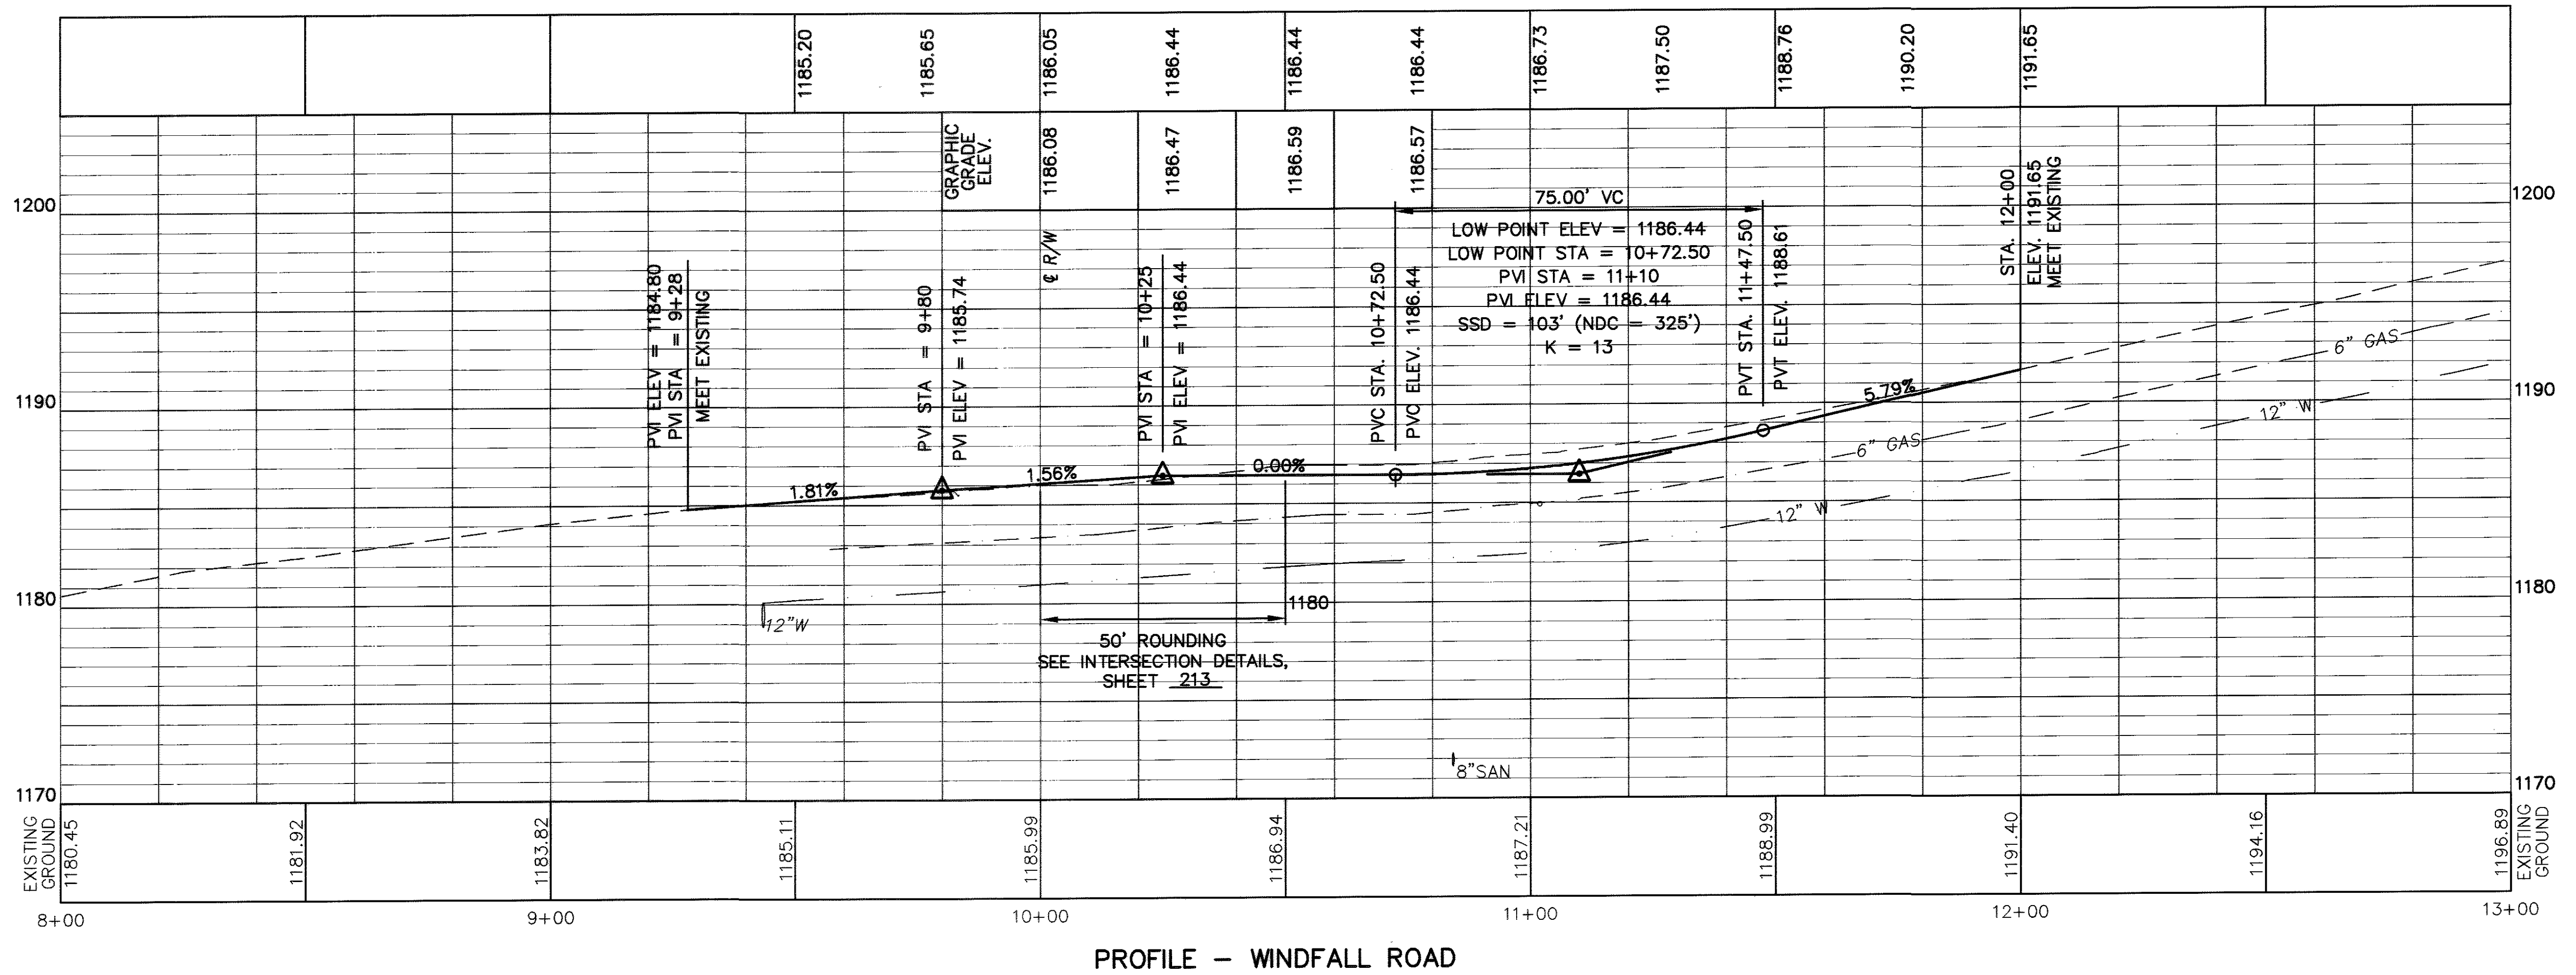 1185.20
1185.65
1186.05
1186.44
1186.44
1186.44
1186.73
1187.50
1188.76
1190.20
1191.65
GRAPHIC
GRADE
ELEV.
1186.08
1186.47
1186.59
1186.57
1200
1200
75.00' VC
LOW POINT ELEV = 1186.44
LOW POINT STA = 10+72.50
PVI STA = 11+10
PVI ELEV = 1186.44
SSD = 103' (NDC = 325')
K = 13
PVI ELEV = 1184.80
PVI STA = 9+28
MEET EXISTING
PVI STA = 9+80
PVI ELEV = 1185.74
℄ R/W
PVI STA = 10+25
PVI ELEV = 1186.44
PVC STA. 10+72.50
PVC ELEV. 1186.44
PVT STA. 11+47.50
PVT ELEV. 1188.61
STA. 12+00
ELEV. 1191.65
MEET EXISTING
1190
1190
1.81%
1.56%
0.00%
5.79%
6" GAS
6" GAS
12" W
12" W
1180
1180
12"W
1180
50' ROUNDING
SEE INTERSECTION DETAILS,
SHEET 213
8"SAN
1170
1170
EXISTING
GROUND
1180.45
1181.92
1183.82
1185.11
1185.99
1186.94
1187.21
1188.99
1191.40
1194.16
1196.89
EXISTING
GROUND
8+00
9+00
10+00
11+00
12+00
13+00
PROFILE – WINDFALL ROAD